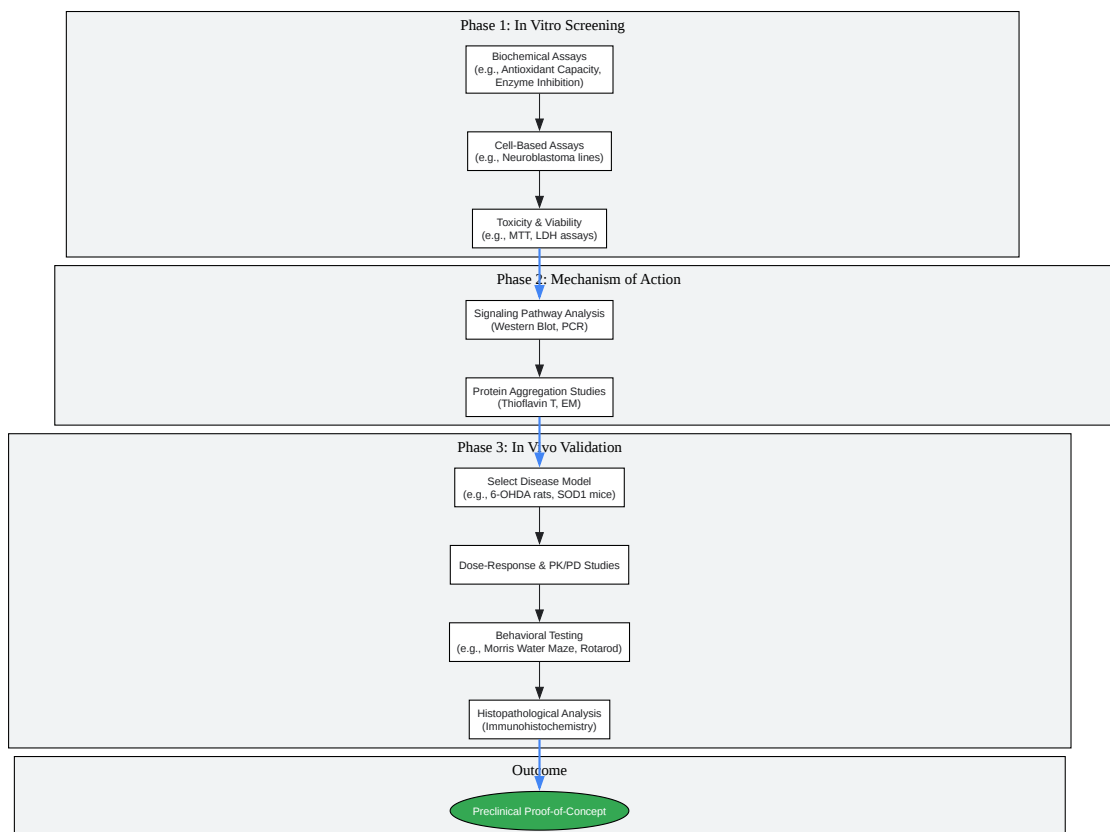 Phase 1: In Vitro Screening
Biochemical Assays
(e.g., Antioxidant Capacity,
Enzyme Inhibition)
Cell-Based Assays
(e.g., Neuroblastoma lines)
Toxicity & Viability
(e.g., MTT, LDH assays)
Phase 2: Mechanism of Action
Signaling Pathway Analysis
(Western Blot, PCR)
Protein Aggregation Studies
(Thioflavin T, EM)
Phase 3: In Vivo Validation
Select Disease Model
(e.g., 6-OHDA rats, SOD1 mice)
Dose-Response & PK/PD Studies
Behavioral Testing
(e.g., Morris Water Maze, Rotarod)
Histopathological Analysis
(Immunohistochemistry)
Outcome
Preclinical Proof-of-Concept